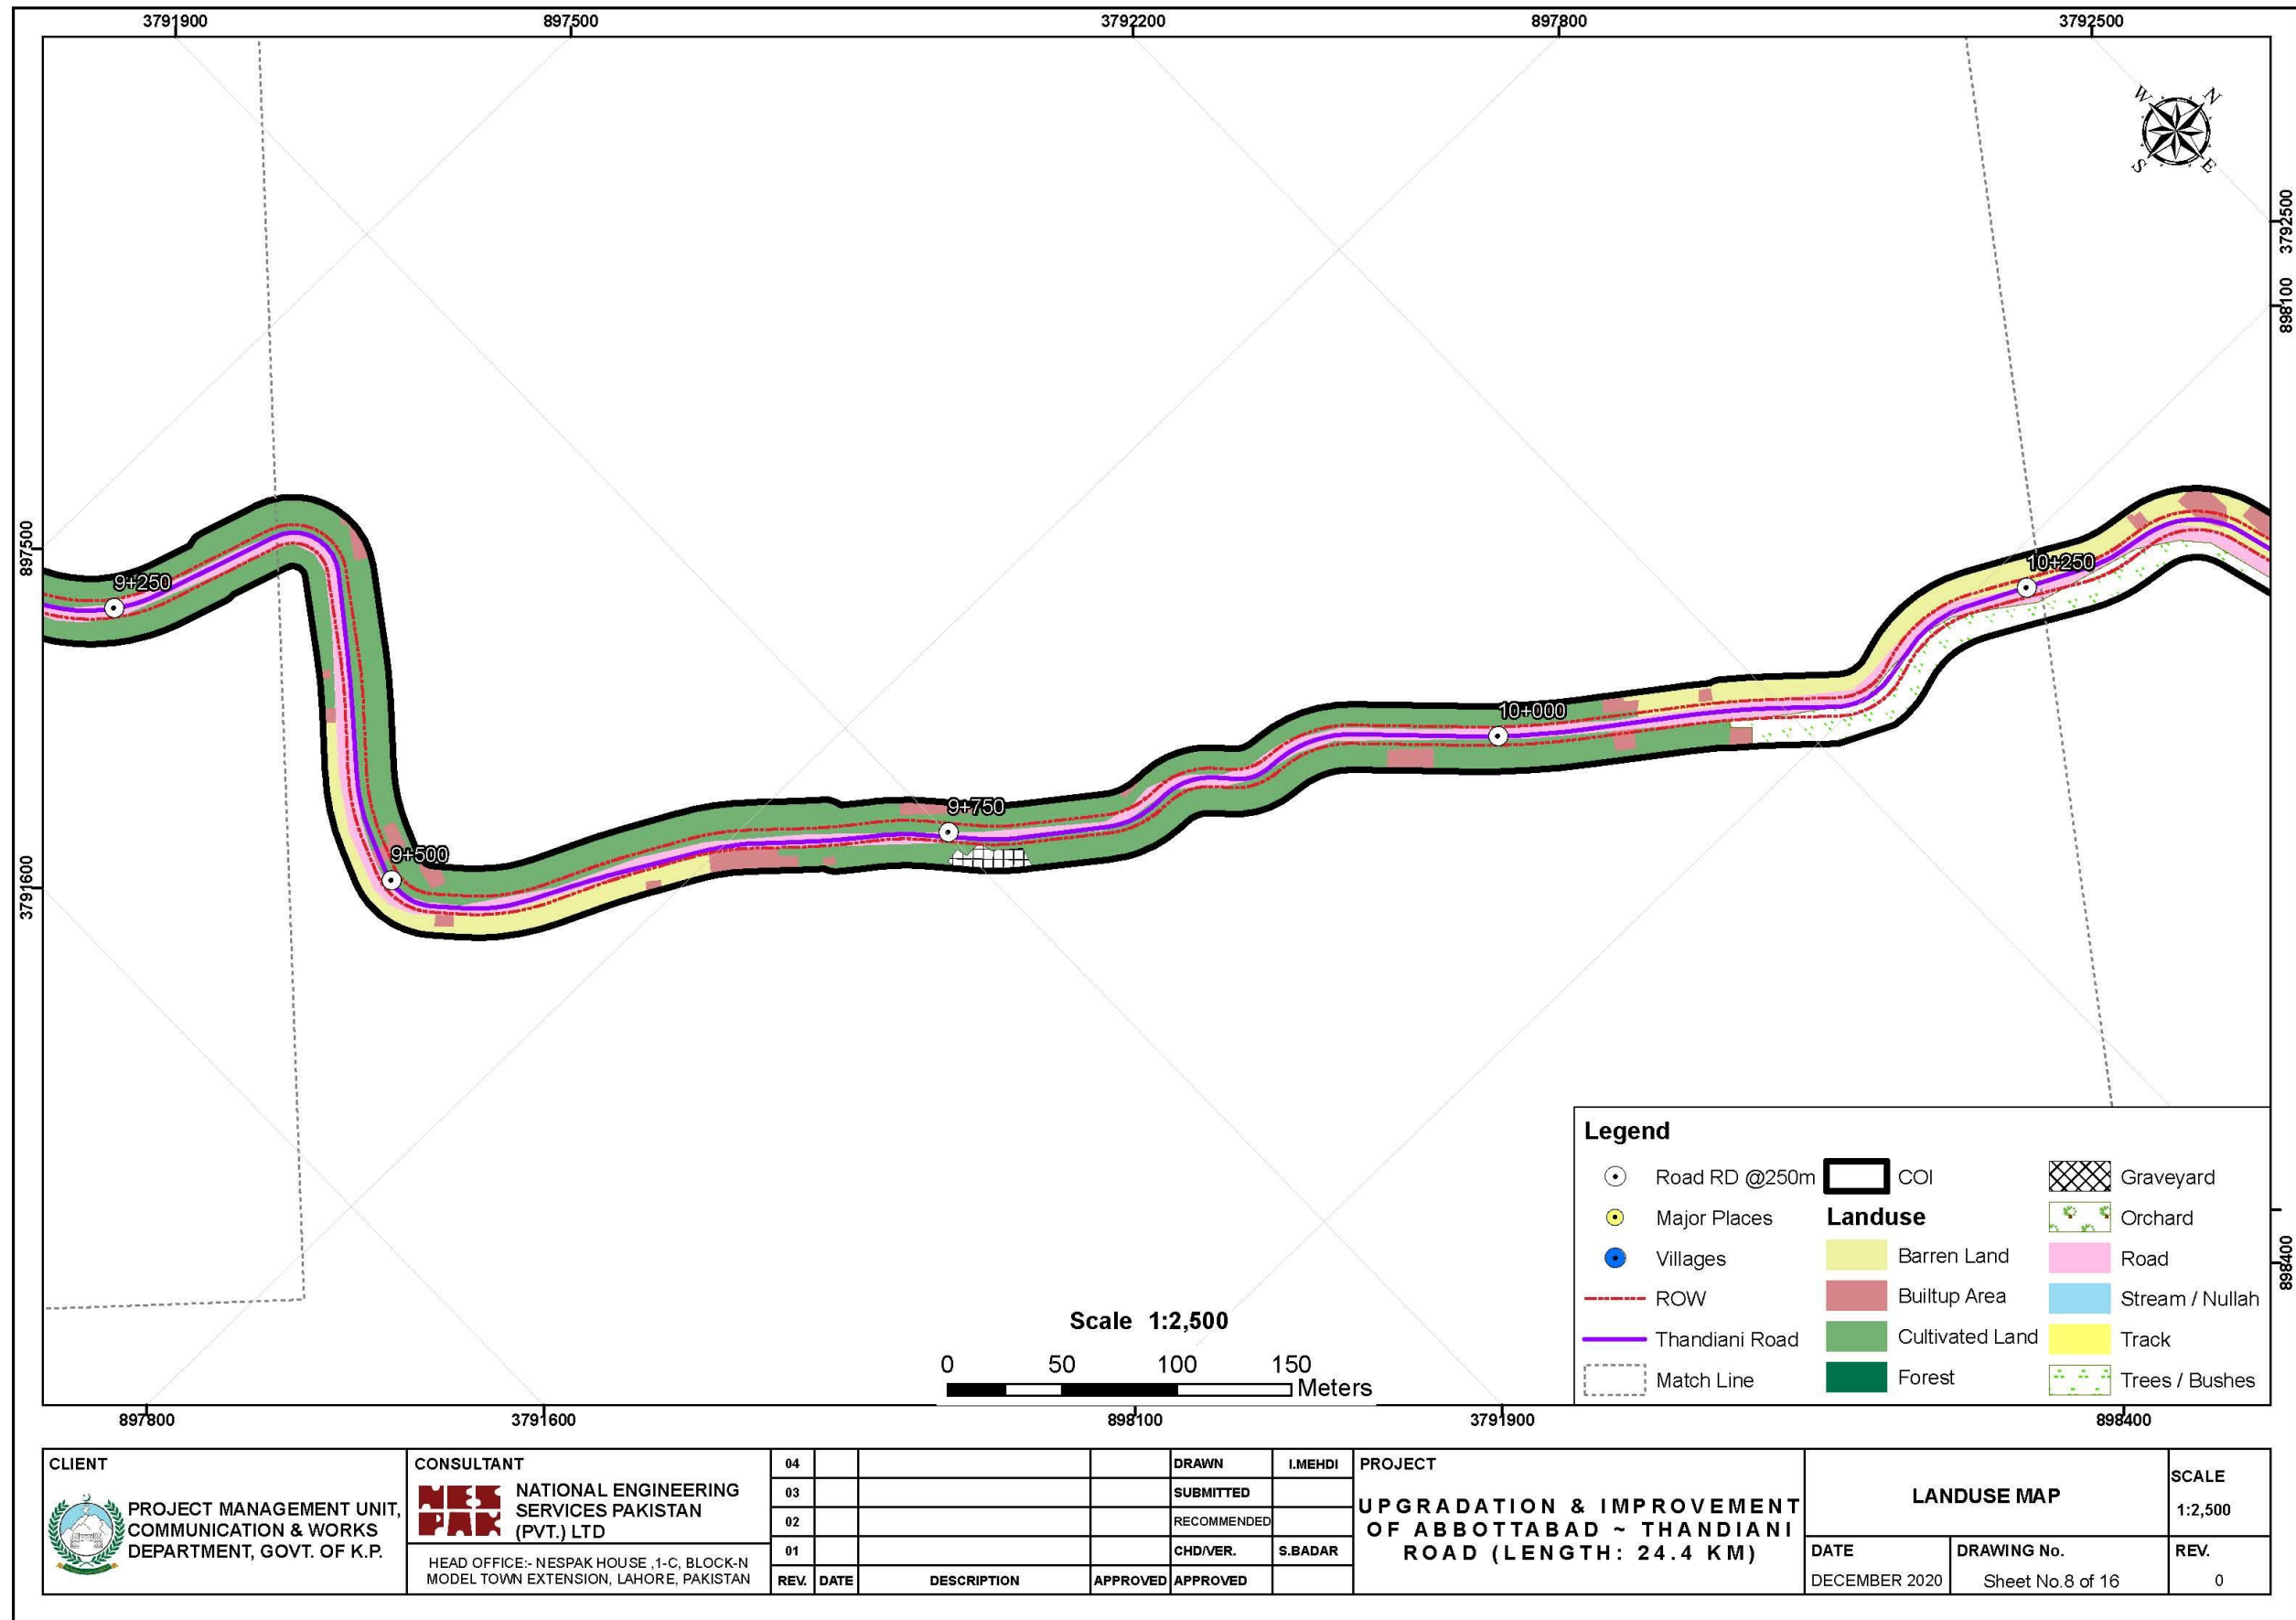 3791900 897500 3792200 897800 3792500
W N
S E
3792500
898100
897500
3791600
898400
9+250
9+500
9+750
10+000
10+250
Legend
Road RD @250m
Major Places
Villages
ROW
Thandiani Road
Match Line
COI
Landuse
Barren Land
Builtup Area
Cultivated Land
Forest
Graveyard
Orchard
Road
Stream / Nullah
Track
Trees / Bushes
Scale 1:2,500
0 50 100 150
Meters
897800 3791600 898100 3791900 898400
CLIENT
PROJECT MANAGEMENT UNIT,
COMMUNICATION & WORKS
DEPARTMENT, GOVT. OF K.P.
CONSULTANT
NES
PAK
NATIONAL ENGINEERING
SERVICES PAKISTAN
(PVT.) LTD
HEAD OFFICE:- NESPAK HOUSE ,1-C, BLOCK-N
MODEL TOWN EXTENSION, LAHORE, PAKISTAN
04
03
02
01
REV. DATE DESCRIPTION APPROVED
DRAWN I.MEHDI
SUBMITTED
RECOMMENDED
CHD/VER. S.BADAR
APPROVED
PROJECT
UPGRADATION & IMPROVEMENT
OF ABBOTTABAD ~ THANDIANI
ROAD (LENGTH: 24.4 KM)
LANDUSE MAP
SCALE
1:2,500
DATE
DECEMBER 2020
DRAWING No.
Sheet No.8 of 16
REV.
0